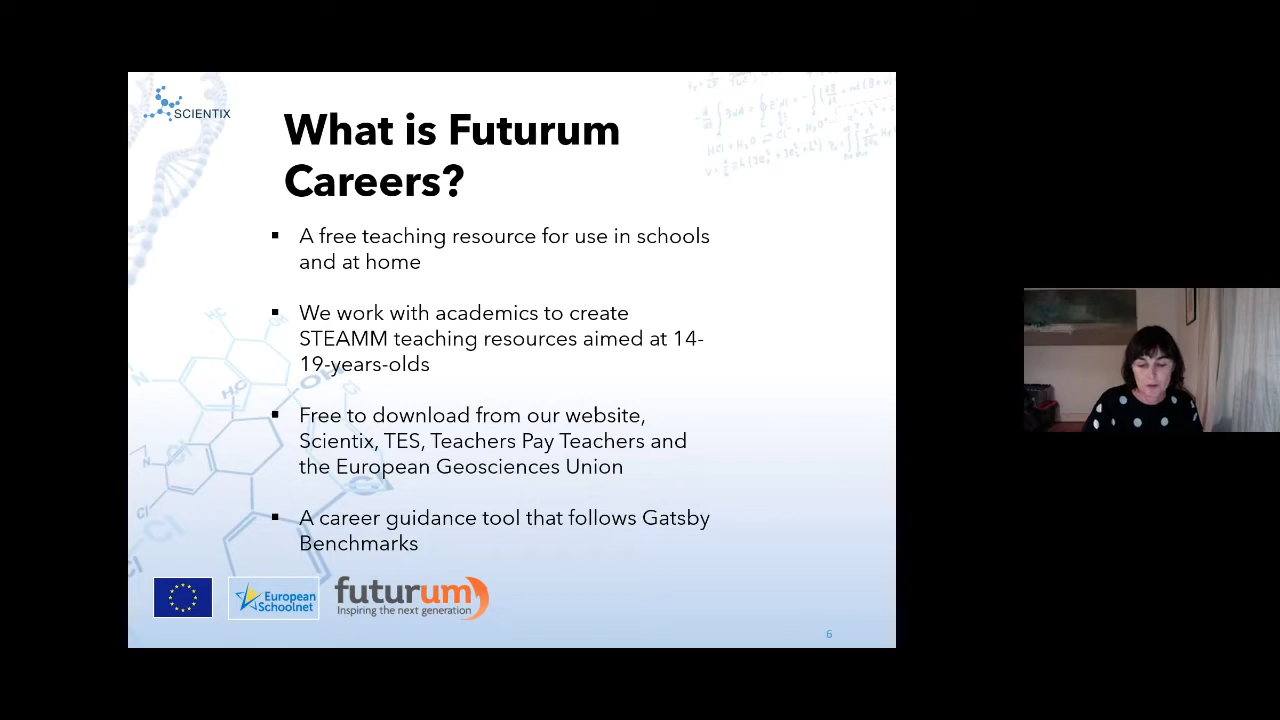 SCIENTIX
What is Futurum
Careers?
▪ A free teaching resource for use in schools
and at home
▪ We work with academics to create
STEAMM teaching resources aimed at 14-
19-years-olds
▪ Free to download from our website,
Scientix, TES, Teachers Pay Teachers and
the European Geosciences Union
▪ A career guidance tool that follows Gatsby
Benchmarks
European
Schoolnet
futurum
Inspiring the next generation
6